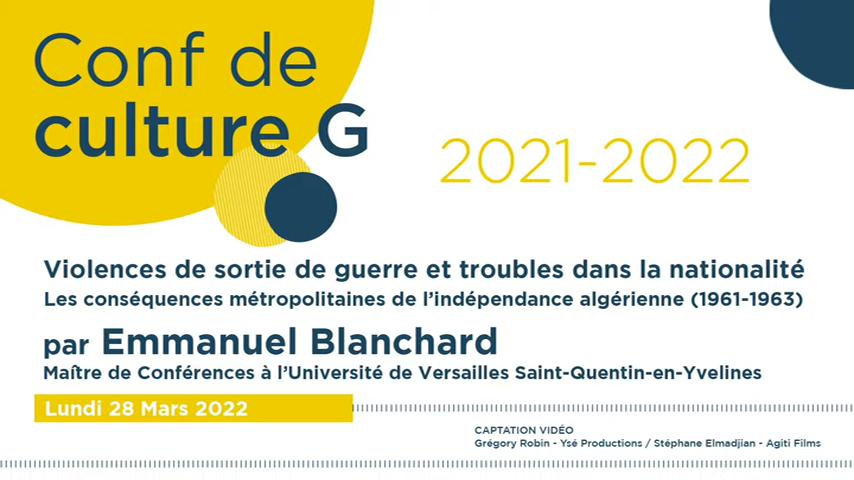 Conf de
culture G
2021-2022
Violences de sortie de guerre et troubles dans la nationalité
Les conséquences métropolitaines de l'indépendance algérienne (1961-1963)
par Emmanuel Blanchard
Maître de Conférences à l'Université de Versailles Saint-Quentin-en-Yvelines
Lundi 28 Mars 2022
CAPTATION VIDÉO
Grégory Robin - Ysé Productions / Stéphane Elmadjian - Agiti Films